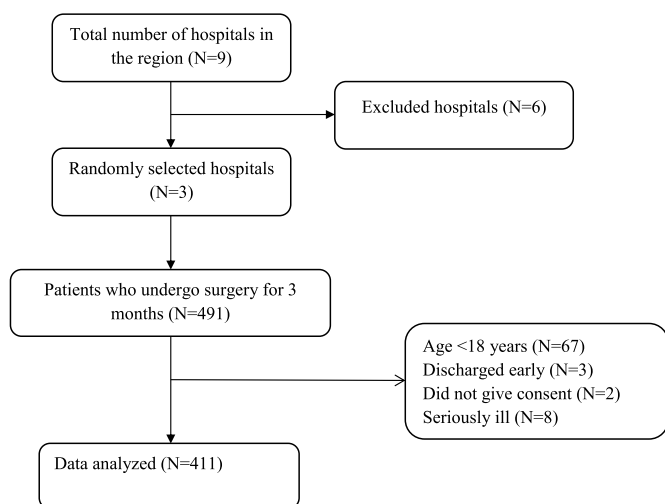 Total number of hospitals in
the region (N=9)
Excluded hospitals (N=6)
Randomly selected hospitals
(N=3)
Patients who undergo surgery for 3
months (N=491)
Age <18 years (N=67)
Discharged early (N=3)
Did not give consent (N=2)
Seriously ill (N=8)
Data analyzed (N=411)